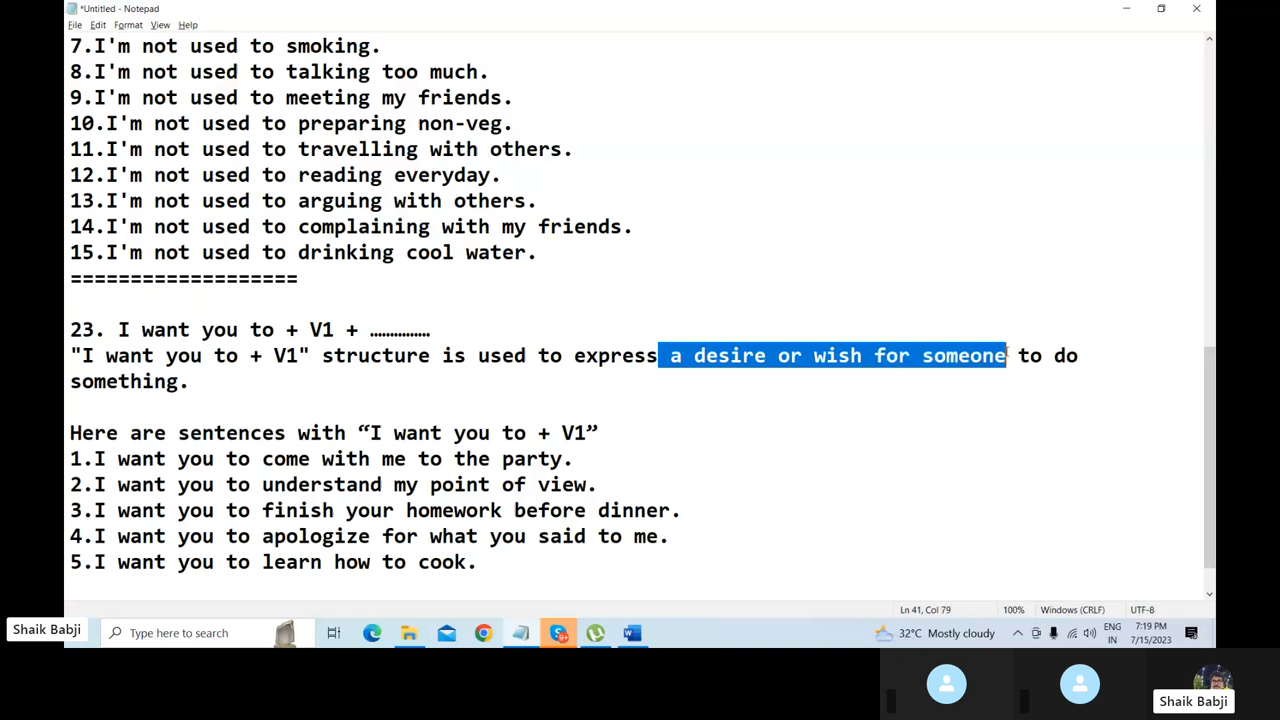 *Untitled - Notepad
File Edit Format View Help
7.I'm not used to smoking.
8.I'm not used to talking too much.
9.I'm not used to meeting my friends.
10.I'm not used to preparing non-veg.
11.I'm not used to travelling with others.
12.I'm not used to reading everyday.
13.I'm not used to arguing with others.
14.I'm not used to complaining with my friends.
15.I'm not used to drinking cool water.
===================
23. I want you to + V1 + ……………
"I want you to + V1" structure is used to express a desire or wish for someone to do
something.
Here are sentences with “I want you to + V1”
1.I want you to come with me to the party.
2.I want you to understand my point of view.
3.I want you to finish your homework before dinner.
4.I want you to apologize for what you said to me.
5.I want you to learn how to cook.
Ln 41, Col 79 100% Windows (CRLF) UTF-8
Shaik Babji
Type here to search
32°C Mostly cloudy
ENG
IN
7:19 PM
7/15/2023
Shaik Babji